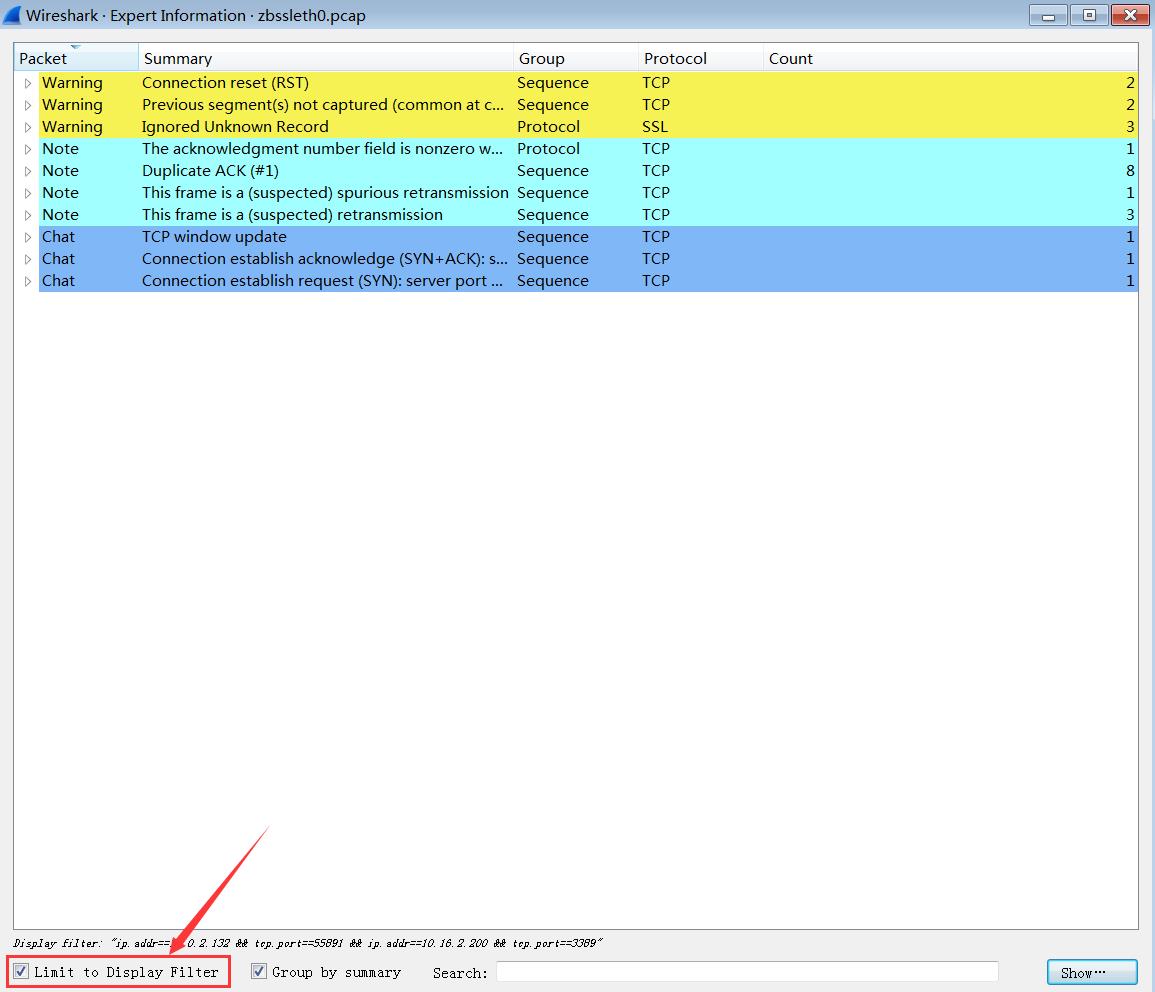 Wireshark · Expert Information · zbssleth0.pcap
Packet Summary Group Protocol Count
Warning Connection reset (RST) Sequence TCP 2
Warning Previous segment(s) not captured (common at c... Sequence TCP 2
Warning Ignored Unknown Record Protocol SSL 3
Note The acknowledgment number field is nonzero w... Protocol TCP 1
Note Duplicate ACK (#1) Sequence TCP 8
Note This frame is a (suspected) spurious retransmission Sequence TCP 1
Note This frame is a (suspected) retransmission Sequence TCP 3
Chat TCP window update Sequence TCP 1
Chat Connection establish acknowledge (SYN+ACK): s... Sequence TCP 1
Chat Connection establish request (SYN): server port ... Sequence TCP 1
Display filter: "ip.addr== 0.2.132 && tcp.port==55891 && ip.addr==10.16.2.200 && tcp.port==3389"
Limit to Display Filter Group by summary Search: Show…